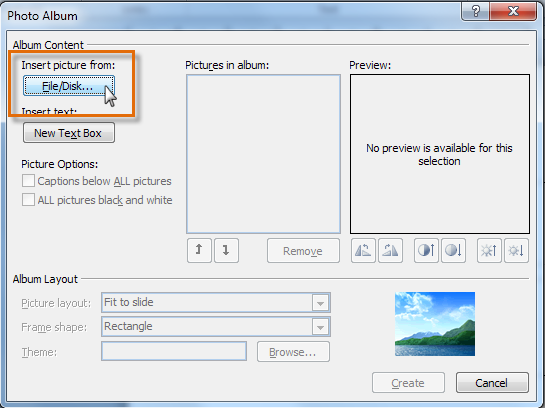 Photo Album
Album Content
Insert picture from:
File/Disk...
Insert text:
New Text Box
Picture Options:
Captions below ALL pictures
ALL pictures black and white
Pictures in album:
Remove
Preview:
No preview is available for this
selection
Album Layout
Picture layout:
Fit to slide
Frame shape:
Rectangle
Theme:
Browse...
Create
Cancel